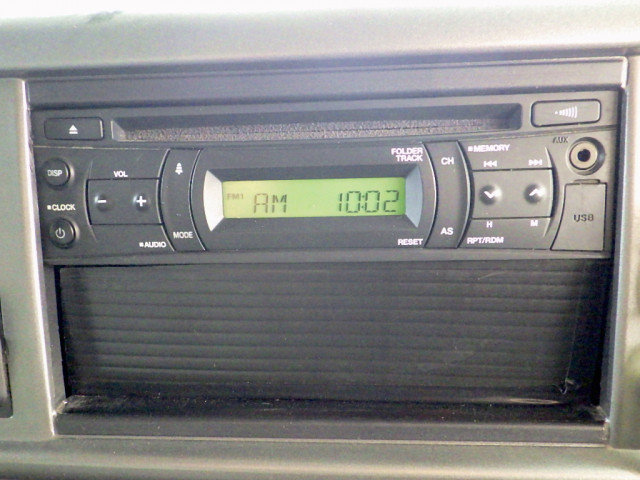 DISP
VOL
■CLOCK
■AUDIO
MODE
FOLDER
TRACK
FM1
AM 10:02
RESET
CH
AS
■MEMORY
H M
RPT/RDM
AUX
USB